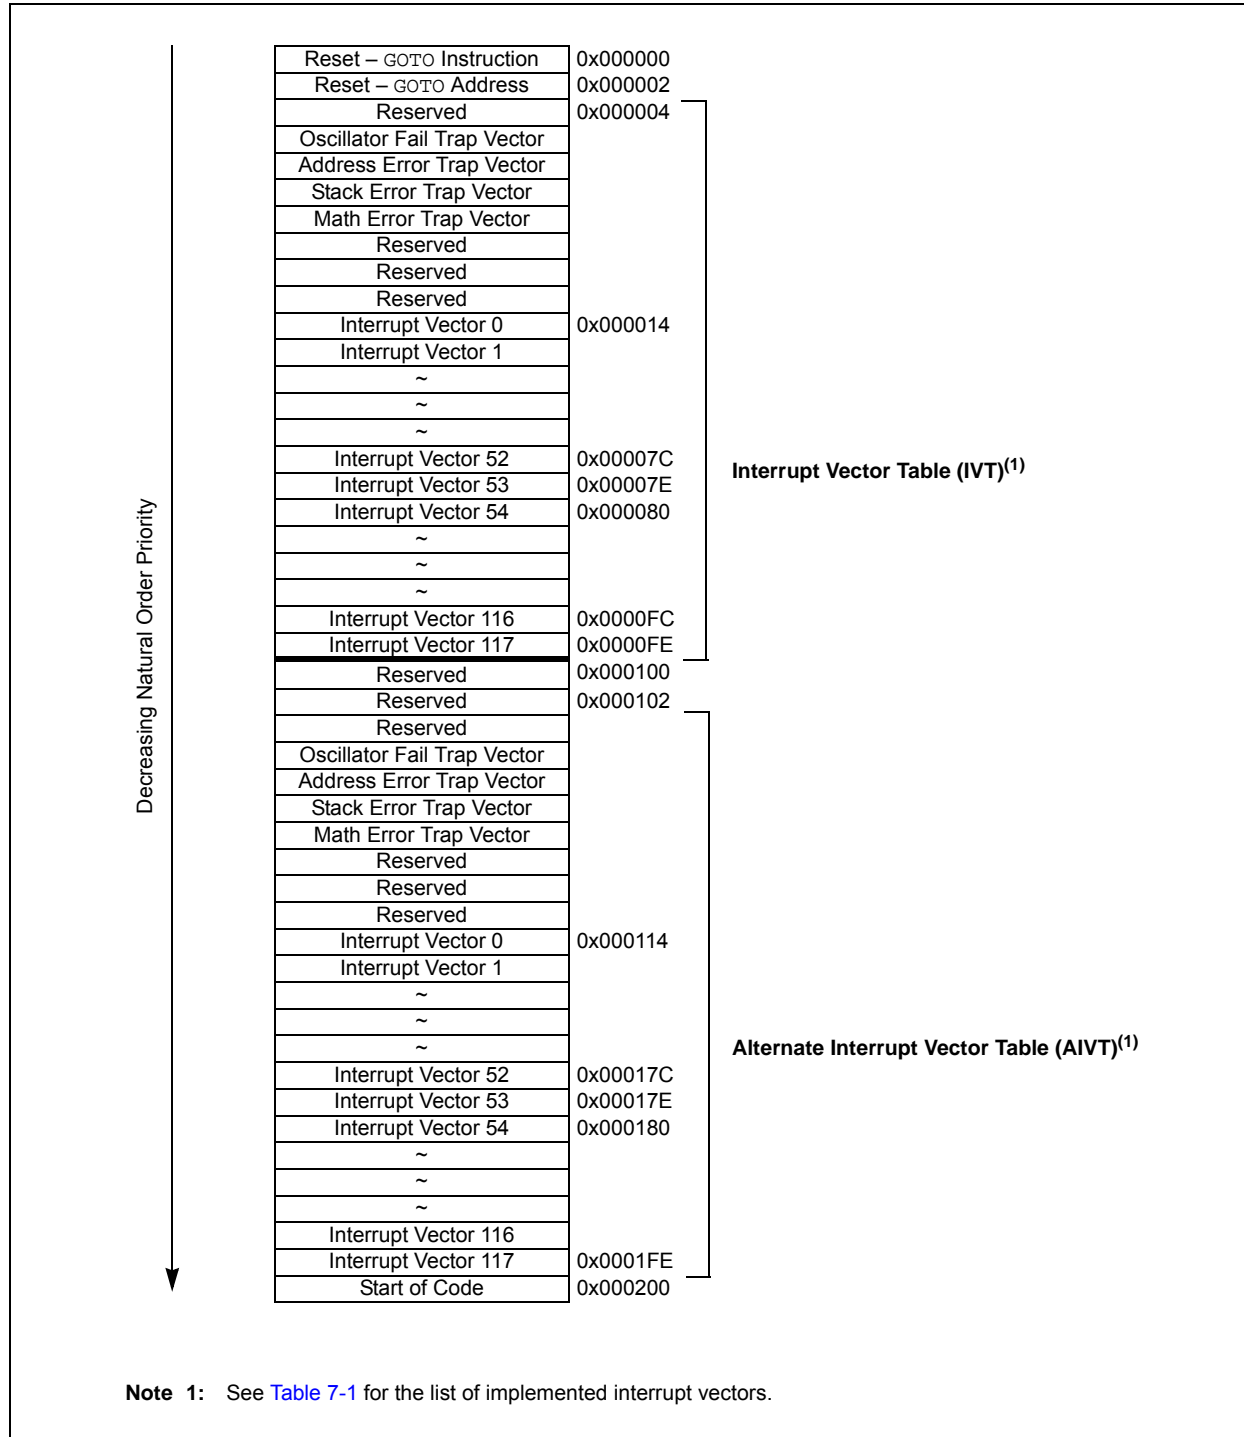 Reset – GOTO Instruction 0x000000
Reset – GOTO Address 0x000002
Reserved 0x000004
Oscillator Fail Trap Vector
Address Error Trap Vector
Stack Error Trap Vector
Math Error Trap Vector
Reserved
Reserved
Reserved
Interrupt Vector 0 0x000014
Interrupt Vector 1
~
~
~
Interrupt Vector 52 0x00007C
Interrupt Vector Table (IVT)(1)
Interrupt Vector 53 0x00007E
Interrupt Vector 54 0x000080
~
~
~
Interrupt Vector 116 0x0000FC
Interrupt Vector 117 0x0000FE
Decreasing Natural Order Priority
Reserved 0x000100
Reserved 0x000102
Reserved
Oscillator Fail Trap Vector
Address Error Trap Vector
Stack Error Trap Vector
Math Error Trap Vector
Reserved
Reserved
Reserved
Interrupt Vector 0 0x000114
Interrupt Vector 1
~
~
~
Alternate Interrupt Vector Table (AIVT)(1)
Interrupt Vector 52 0x00017C
Interrupt Vector 53 0x00017E
Interrupt Vector 54 0x000180
~
~
~
Interrupt Vector 116
Interrupt Vector 117 0x0001FE
Start of Code 0x000200
Note 1: See Table 7-1 for the list of implemented interrupt vectors.